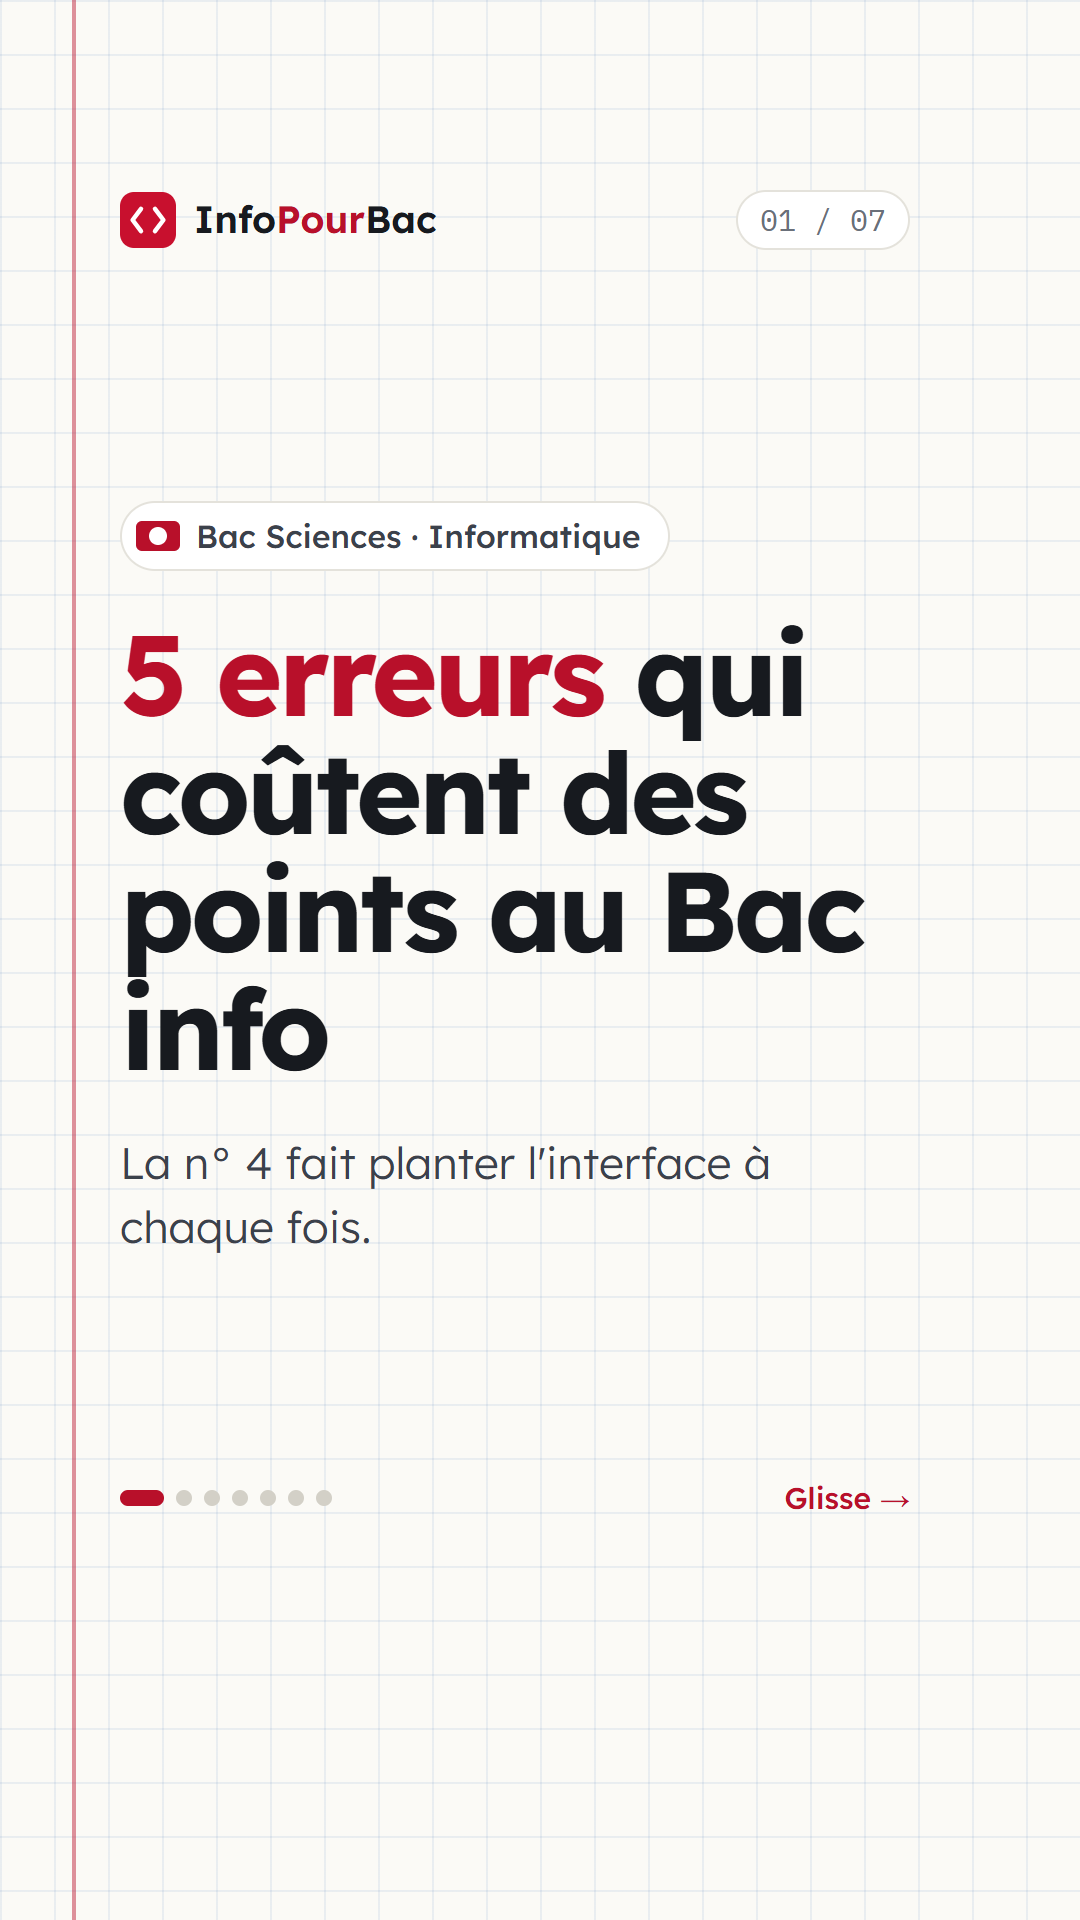 InfoPourBac
01 / 07
Bac Sciences · Informatique
5 erreurs qui
coûtent des
points au Bac
info
La n° 4 fait planter l'interface à
chaque fois.
Glisse →